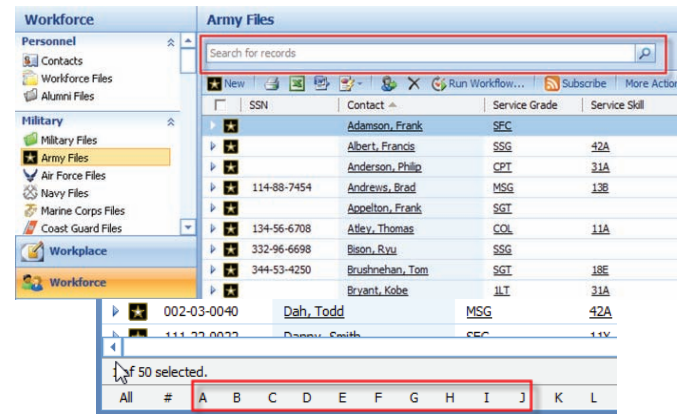 Workforce
Army Files
Personnel
Contacts
Workforce Files
Alumni Files
Military
Military Files
Army Files
Air Force Files
Navy Files
Marine Corps Files
Coast Guard Files
Workplace
Workforce
Search for records
New Run Workflow... Subscribe More Action
SSN Contact Service Grade Service Skill
Adamson, Frank SFC
Albert, Francis SSG 42A
Anderson, Philip CPT 31A
114-88-7454 Andrews, Brad MSG 13B
Appelton, Frank SGT
134-56-6708 Atley, Thomas COL 11A
332-96-6698 Bison, Ryu SSG
344-53-4250 Brushnehan, Tom SGT 18E
Bryant, Kobe 1LT 31A
002-03-0040 Dah, Todd MSG 42A
Danny, Smith
of 50 selected.
All # A B C D E F G H I J K L